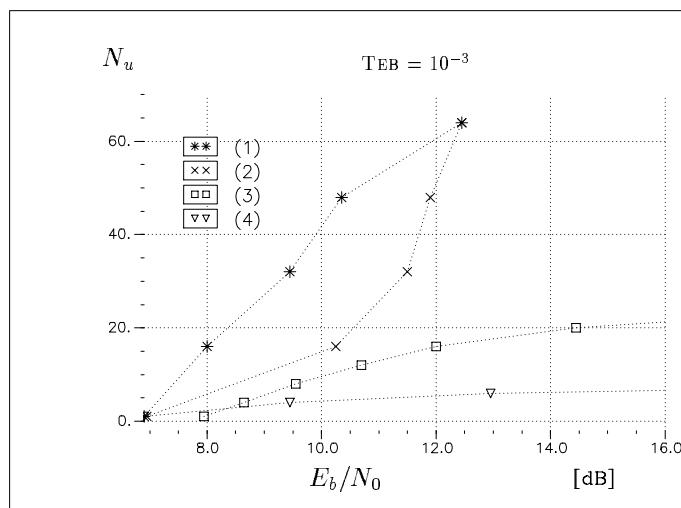 N_u
TEB = 10^{-3}
60.
(1)
(2)
(3)
(4)
40.
20.
0.
8.0 10.0 12.0 14.0 16.0
E_b/N_0 [dB]